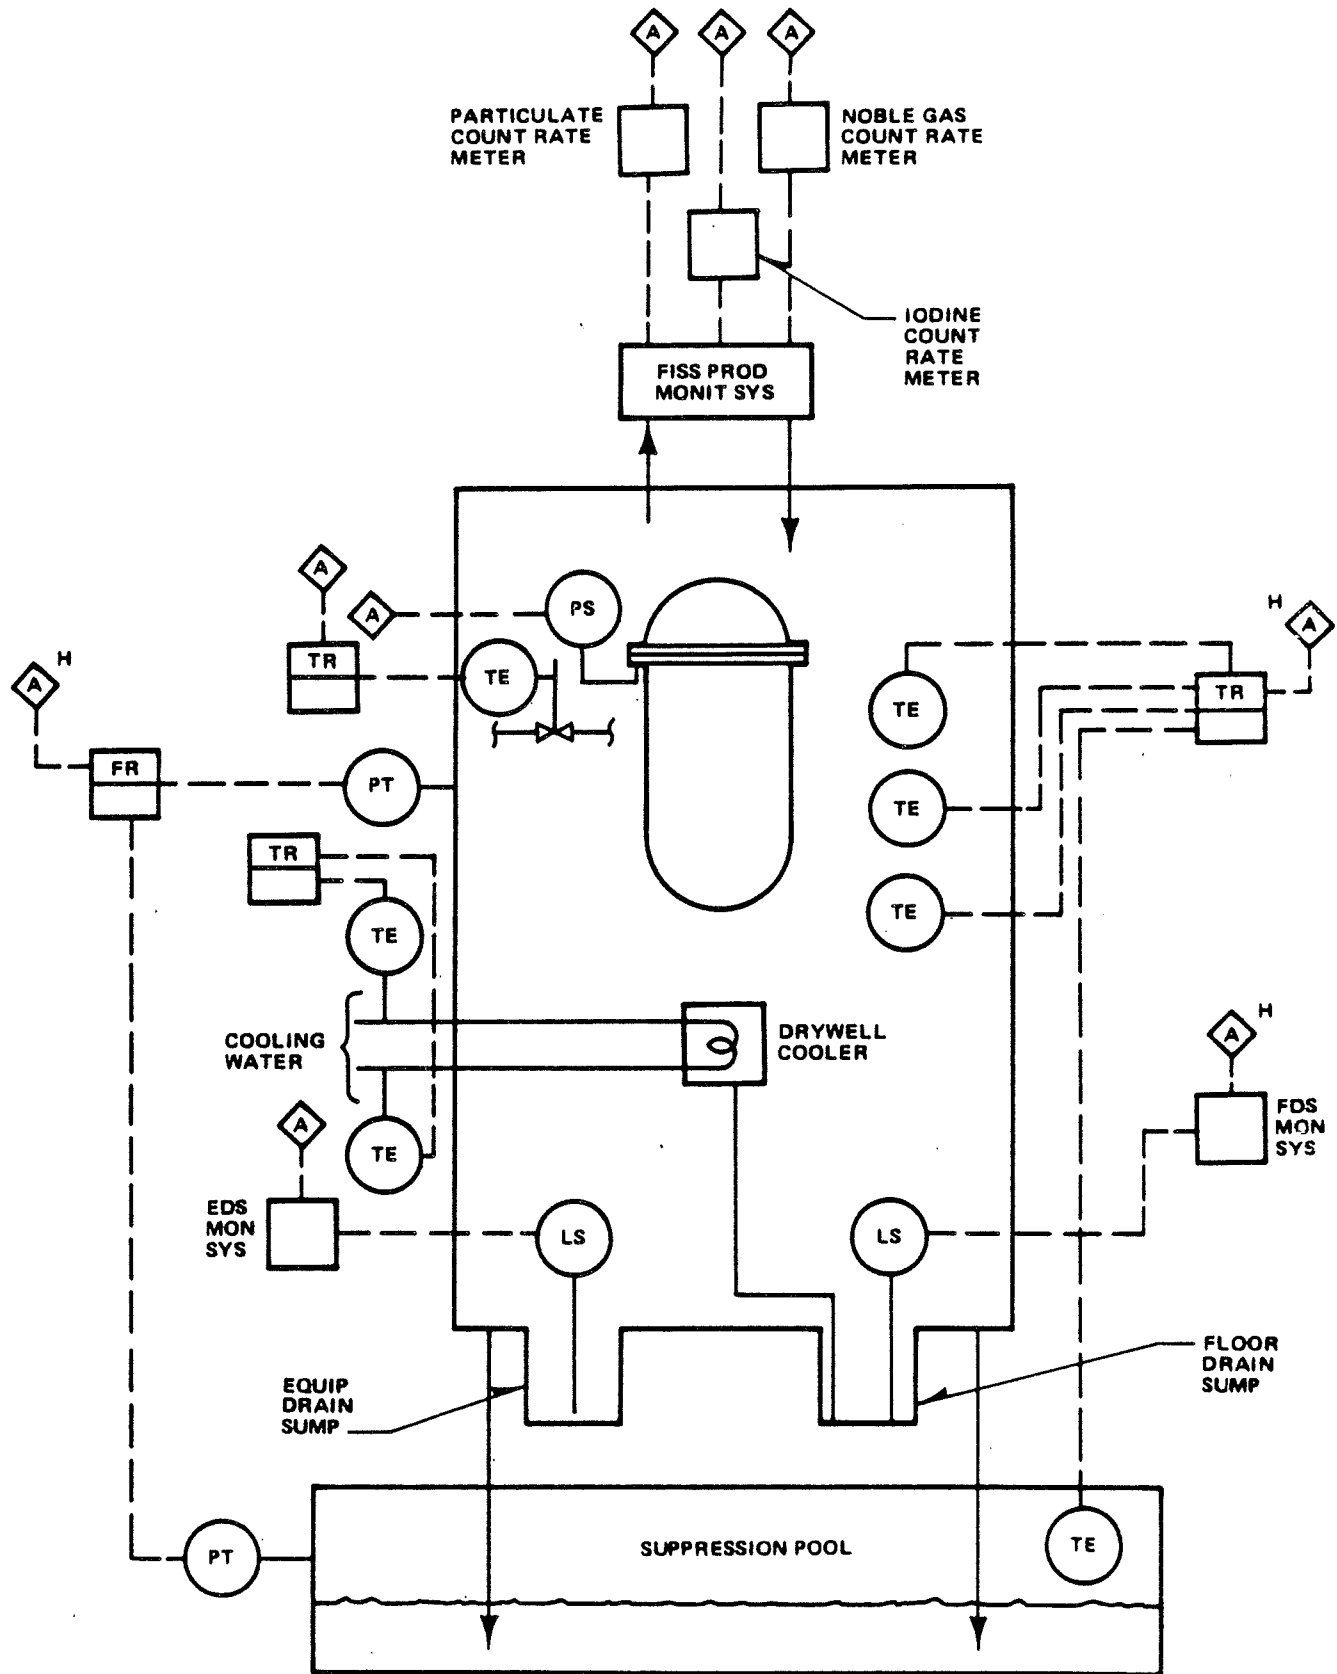 A
A
A
PARTICULATE
COUNT RATE
METER
NOBLE GAS
COUNT RATE
METER
IODINE
COUNT
RATE
METER
FISS PROD
MONIT SYS
A
A
PS
H
A
TR
TE
H
A
TE
TR
FR
PT
TE
TR
TE
TE
COOLING
WATER
DRYWELL
COOLER
H
A
A
TE
FDS
MON
SYS
EDS
MON
SYS
LS
LS
EQUIP
DRAIN
SUMP
FLOOR
DRAIN
SUMP
PT
SUPPRESSION POOL
TE